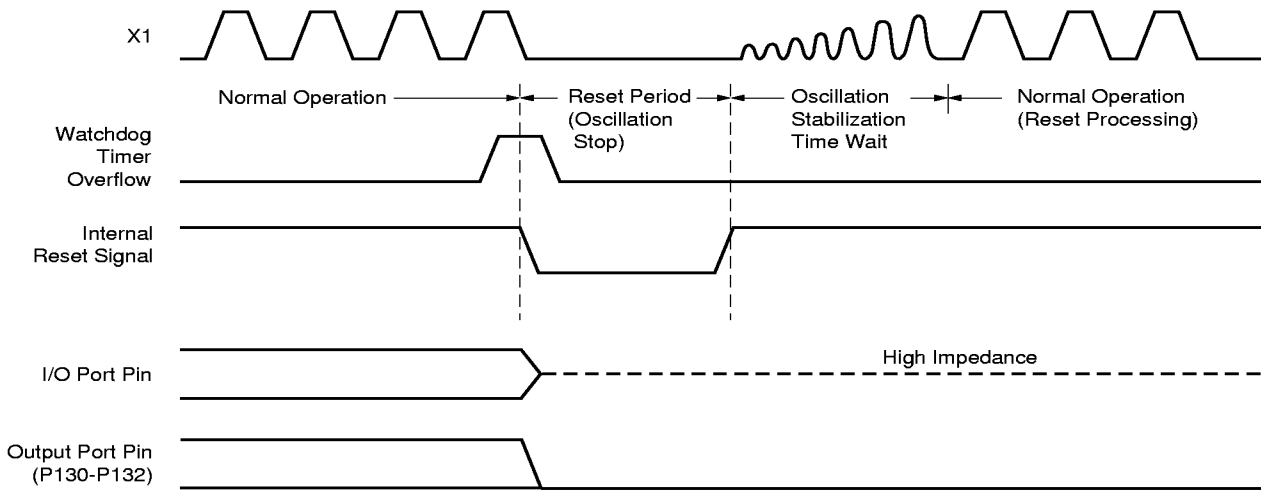 X1
Normal Operation
Reset Period
(Oscillation
Stop)
Oscillation
Stabilization
Time Wait
Normal Operation
(Reset Processing)
Watchdog
Timer
Overflow
Internal
Reset Signal
I/O Port Pin
High Impedance
Output Port Pin
(P130-P132)